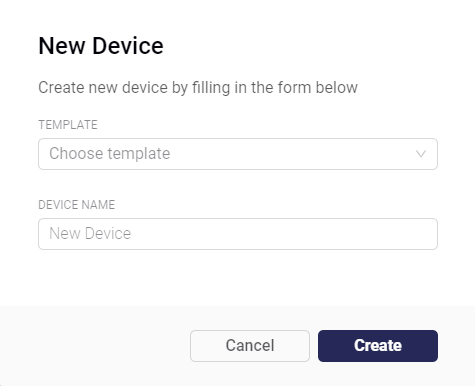 New Device
Create new device by filling in the form below
TEMPLATE
Choose template
DEVICE NAME
New Device
Cancel
Create